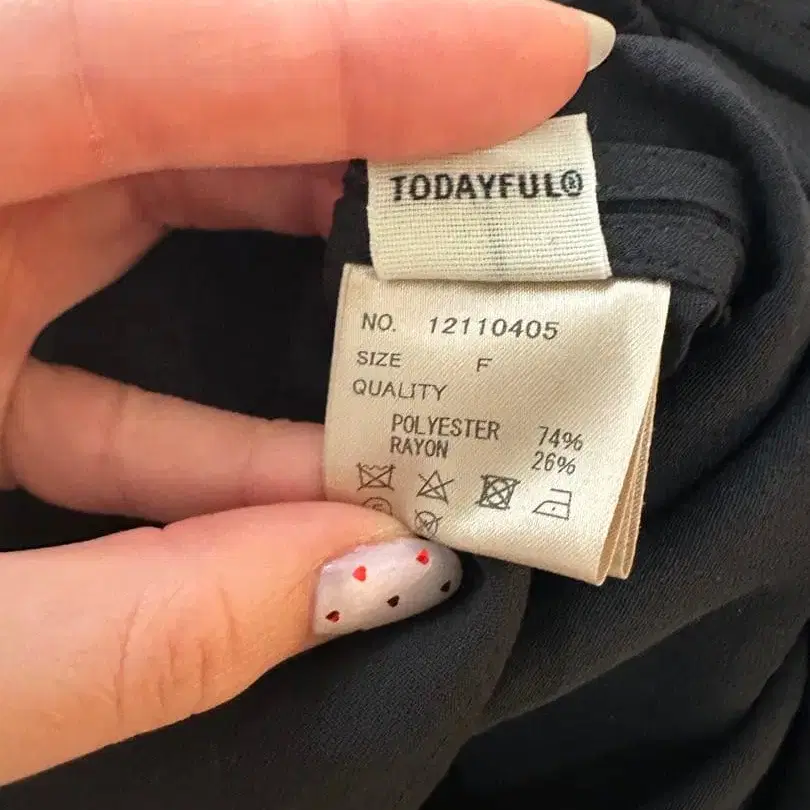 TODAYFUL®
NO. 12110405
SIZE F
QUALITY
POLYESTER 74%
RAYON 26%